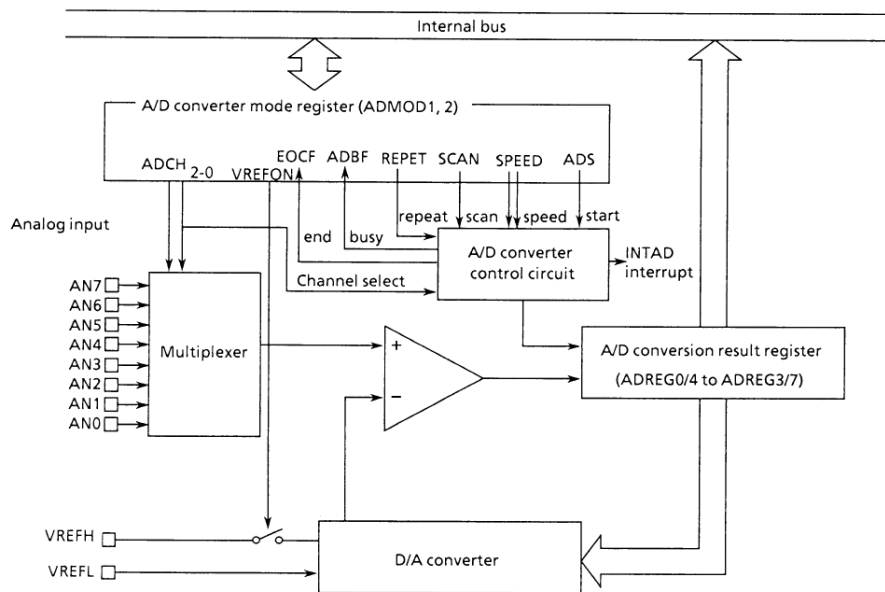 Internal bus
A/D converter mode register (ADMOD1, 2)
ADCH 2-0
VREFON
EOCF
ADBF
REPET
SCAN
SPEED
ADS
Analog input
end
busy
repeat
scan
speed
start
A/D converter
control circuit
INTAD
interrupt
Channel select
AN7
AN6
AN5
AN4
AN3
AN2
AN1
AN0
Multiplexer
+
−
A/D conversion result register
(ADREG0/4 to ADREG3/7)
VREFH
VREFL
D/A converter